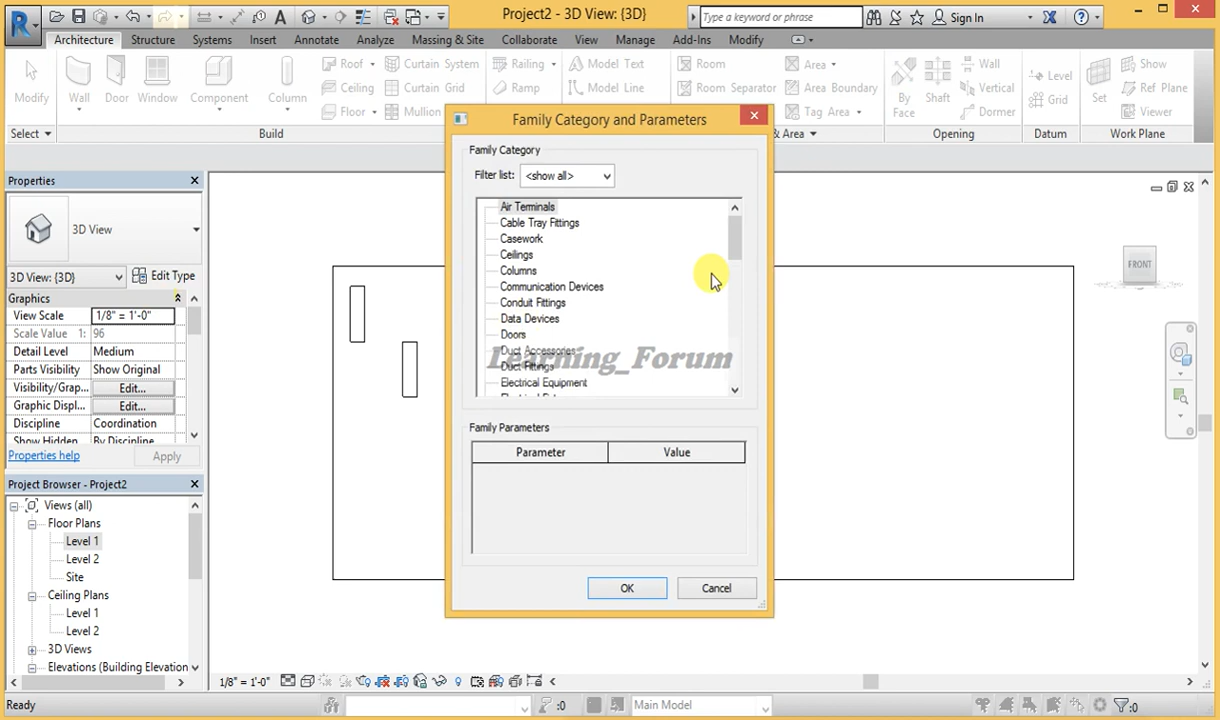 Project2 - 3D View: {3D}
Type a keyword or phrase
Sign In
Architecture Structure Systems Insert Annotate Analyze Massing & Site Collaborate View Manage Add-Ins Modify
Modify
Wall
Door
Window
Component
Column
Roof
Ceiling
Floor
Curtain System
Curtain Grid
Mullion
Railing
Ramp
Model Text
Model Line
Room
Room Separator
Area
Area Boundary
Tag Area
By Face
Shaft
Wall
Vertical
Dormer
Level
Grid
Set
Show
Ref Plane
Viewer
Select
Build
& Area
Opening
Datum
Work Plane
Properties
3D View
3D View: {3D}
Edit Type
Graphics
View Scale 1/8" = 1'-0"
Scale Value 1: 96
Detail Level Medium
Parts Visibility Show Original
Visibility/Grap... Edit...
Graphic Displ... Edit...
Discipline Coordination
Show Hidden By Discipline
Properties help
Apply
Project Browser - Project2
Views (all)
Floor Plans
Level 1
Level 2
Site
Ceiling Plans
Level 1
Level 2
3D Views
Elevations (Building Elevation
Family Category and Parameters
Family Category
Filter list: <show all>
Air Terminals
Cable Tray Fittings
Casework
Ceilings
Columns
Communication Devices
Conduit Fittings
Data Devices
Doors
Duct Accessories
Duct Fittings
Electrical Equipment
Learning_Forum
Family Parameters
Parameter Value
OK
Cancel
FRONT
1/8" = 1'-0"
Ready
:0
Main Model
:0